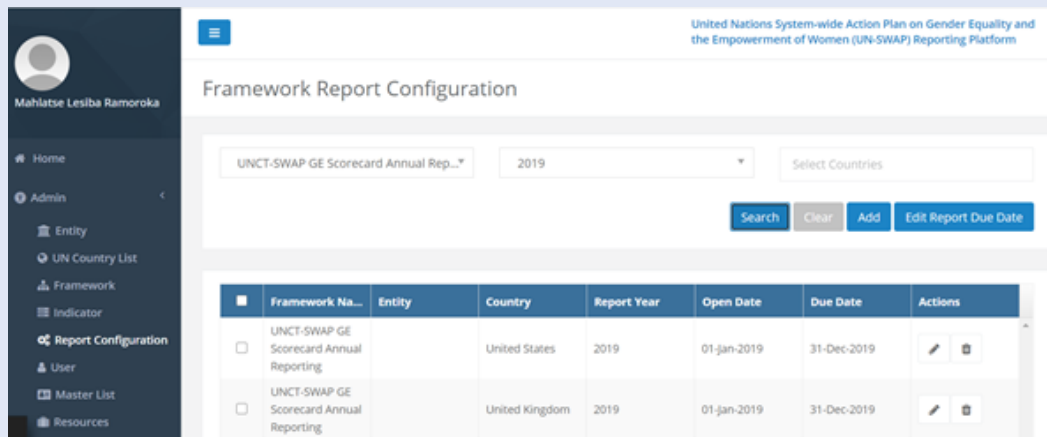 United Nations System-wide Action Plan on Gender Equality and
the Empowerment of Women (UN-SWAP) Reporting Platform
Mahlatse Lesiba Ramoroka
Home
Admin
Entity
UN Country List
Framework
Indicator
Report Configuration
User
Master List
Resources
Framework Report Configuration
UNCT-SWAP GE Scorecard Annual Rep...
2019
Select Countries
Search Clear Add Edit Report Due Date
Framework Na... Entity Country Report Year Open Date Due Date Actions
UNCT-SWAP GE
Scorecard Annual United States 2019 01-Jan-2019 31-Dec-2019
Reporting
UNCT-SWAP GE
Scorecard Annual United Kingdom 2019 01-Jan-2019 31-Dec-2019
Reporting